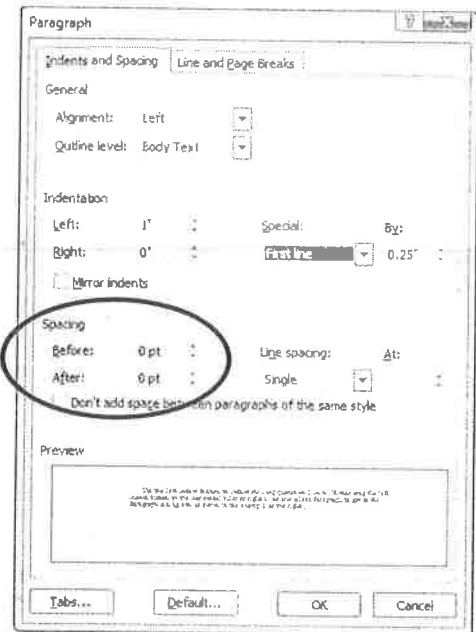 Paragraph
Indents and Spacing Line and Page Breaks
General
Alignment: Left
Outline level: Body Text
Indentation
Left: 1" Special: By:
Right: 0" First line 0.25"
Mirror indents
Spacing
Before: 0 pt Line spacing: At:
After: 0 pt Single
Don't add space between paragraphs of the same style
Preview
Tabs... Default... OK Cancel